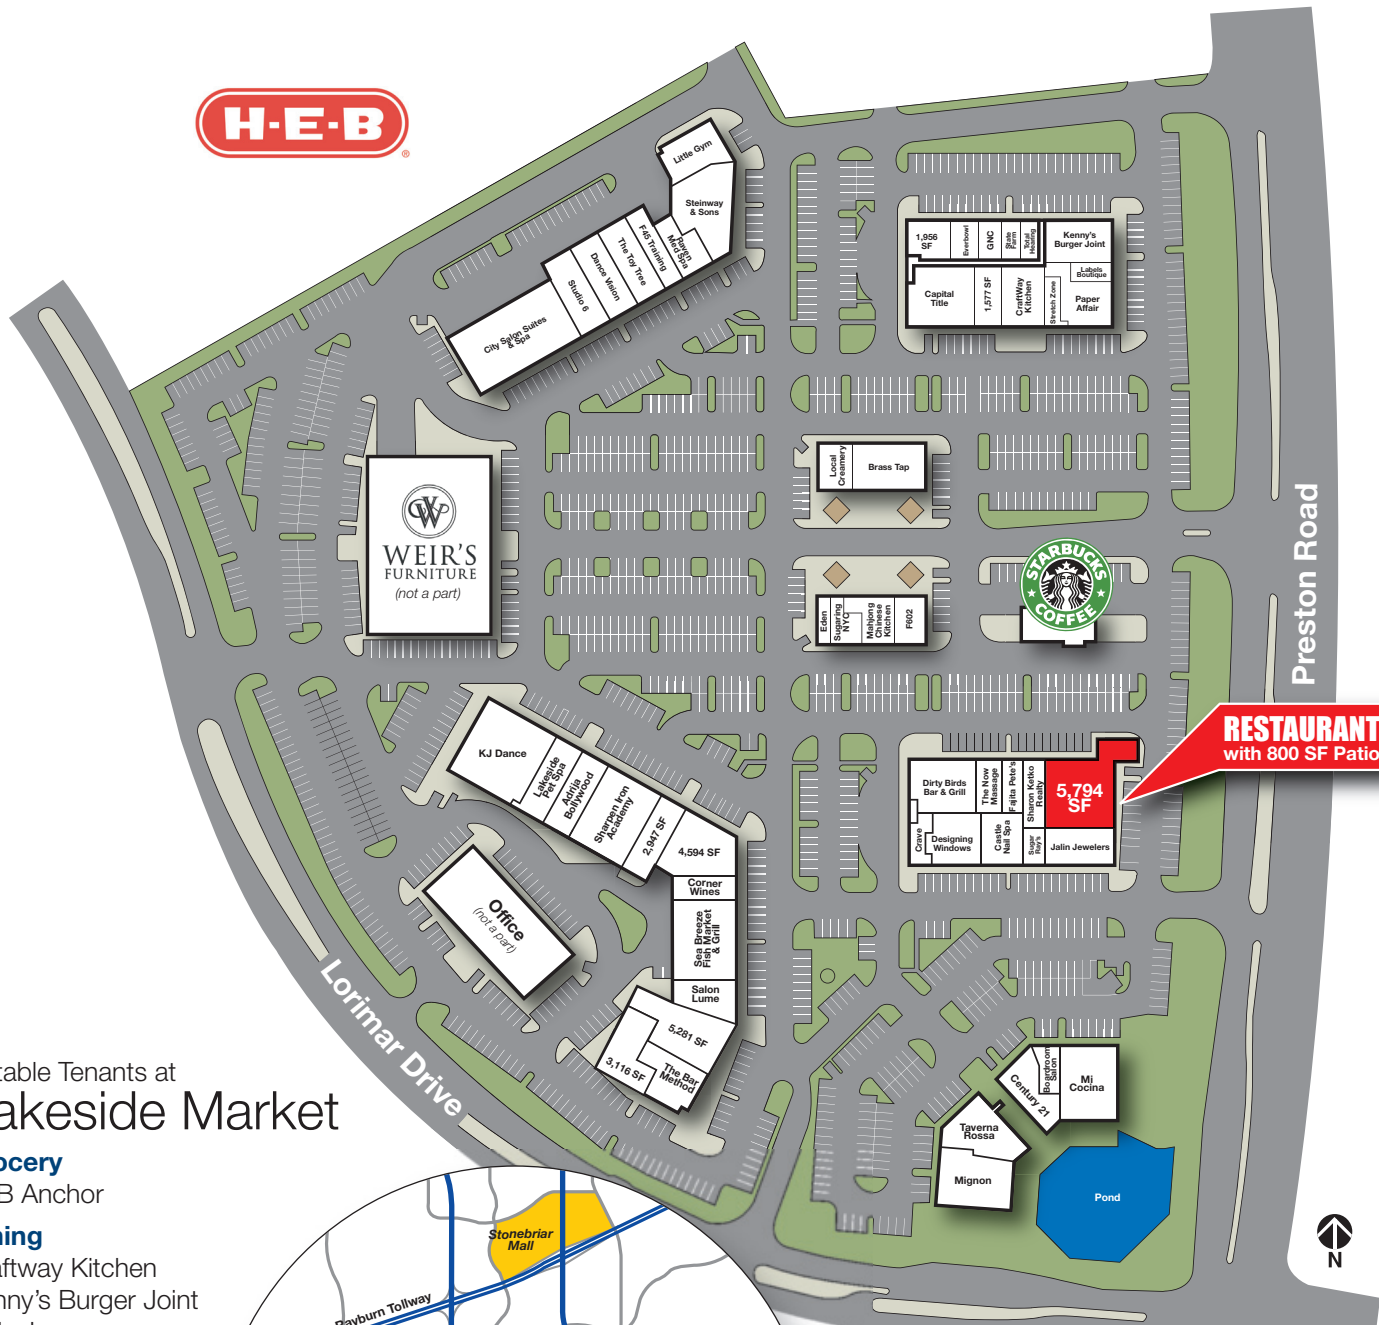 H-E-B
®
Little Gym
Steinway
& Sons
Raven
Med Spa
F45 Training
The Toy Tree
Dance Vision
Studio 6
City Salon Suites
& Spa
1,956
SF
Everbowl
GNC
State
Farm
Total
Hearing
Kenny's
Burger Joint
Labels
Boutique
Capital
Title
1,577 SF
CraftWay
Kitchen
Stretch Zone
Paper
Affair
Local
Creamery
Brass Tap
W
WEIR'S
FURNITURE
(not a part)
STARBUCKS
COFFEE
Eden
Sugaring
NYC
Mahjong
Chinese
Kitchen
F602
Preston Road
RESTAURANT
with 800 SF Patio
Dirty Birds
Bar & Grill
The Now
Massage
Fajita Pete's
Sharon Ketko
Realty
5,794
SF
Crave
Designing
Windows
Castle
Nail Spa
Sugar
Ray's
Jalin Jewelers
KJ Dance
Lakeside
Pet Spa
Adrija
Bollywood
Sharpen Iron
Academy
2,947 SF
4,594 SF
Corner
Wines
Sea Breeze
Fish Market
& Grill
Salon
Lume
5,281 SF
3,116 SF
The Bar
Method
Office
(not a part)
Lorimar Drive
Boardroom
Salon
Mi
Cocina
Century 21
Taverna
Rossa
Mignon
Pond
N
table Tenants at
akeside Market
ocery
B Anchor
ning
aftway Kitchen
nny's Burger Joint
Stonebriar
Mall
Rayburn Tollway